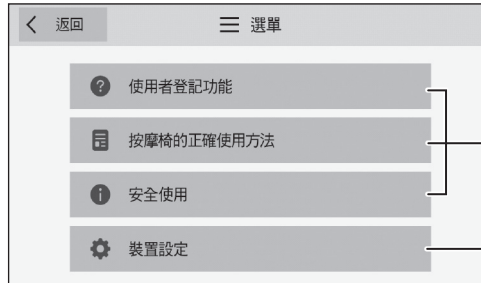 返回
選單
使用者登記功能
按摩椅的正確使用方法
安全使用
裝置設定